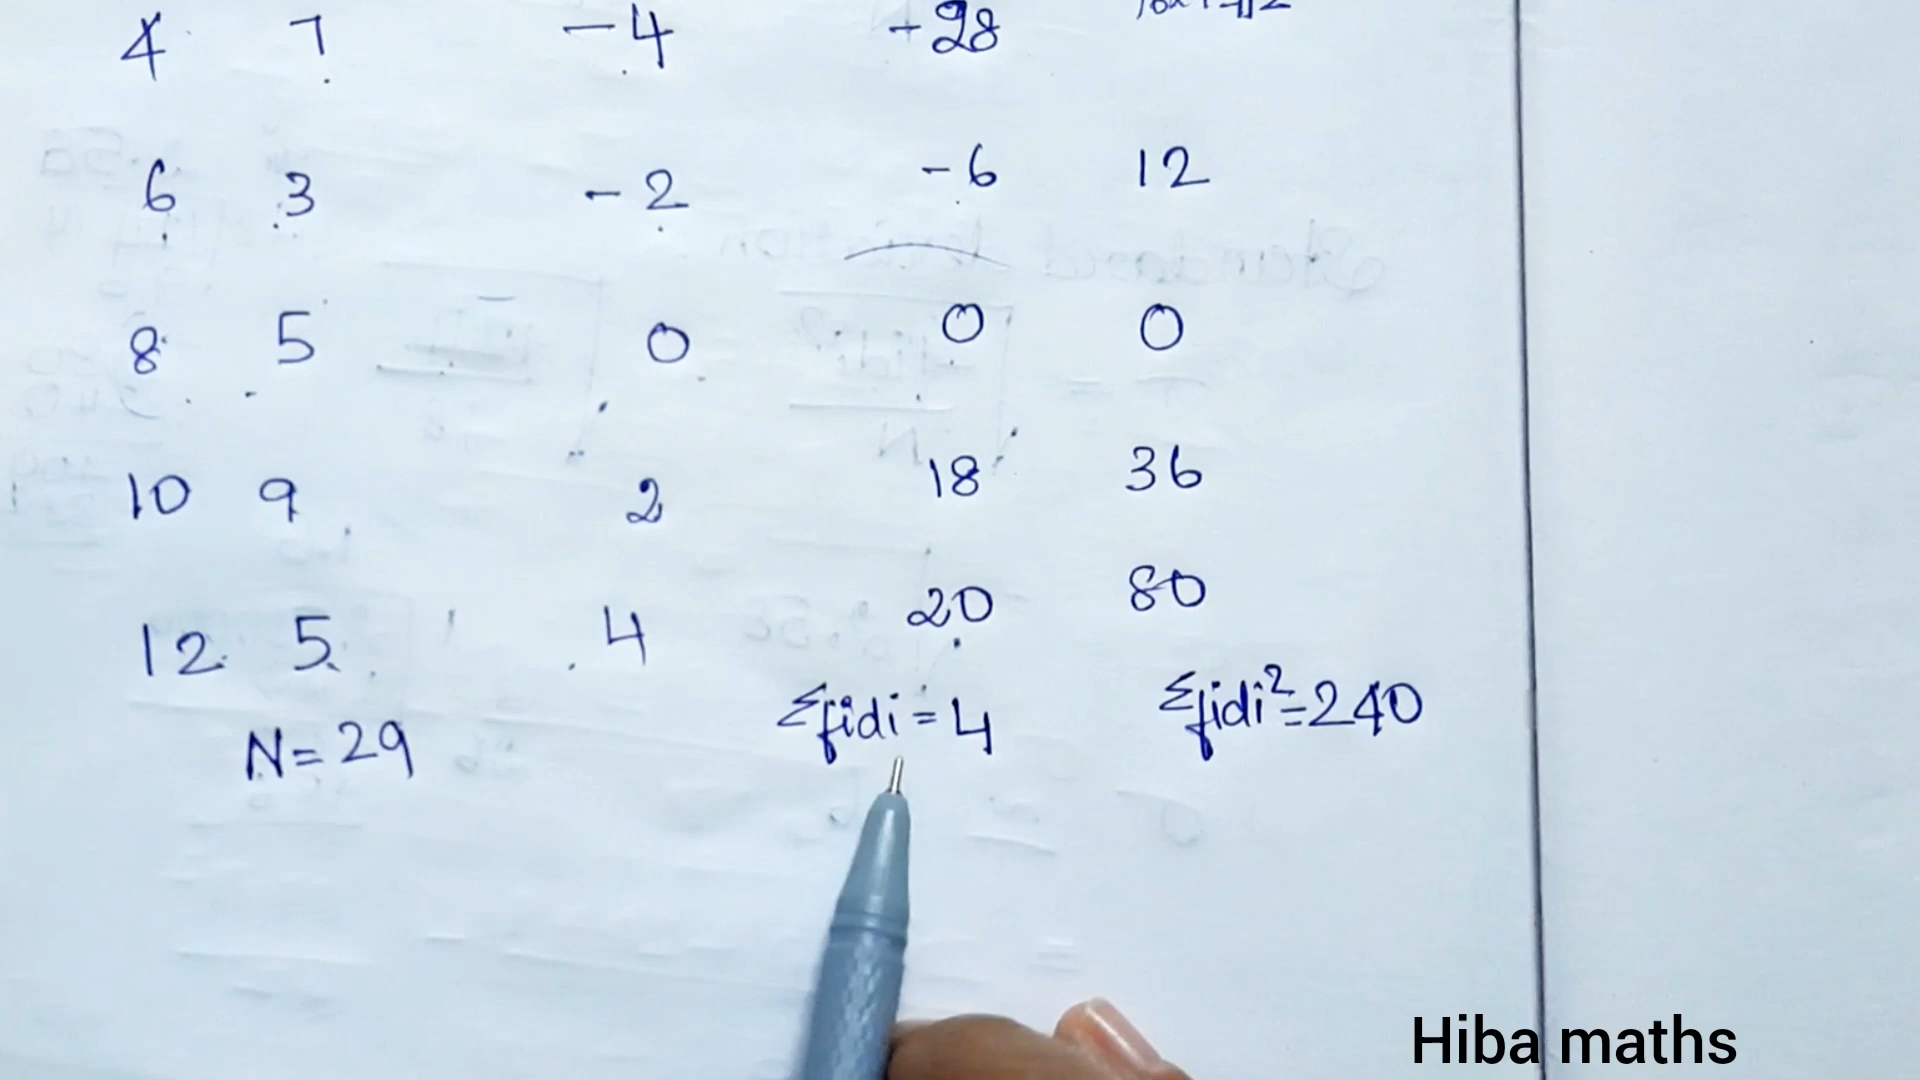 4 7 -4 -28 112
6 3 -2 -6 12
8 5 0 0 0
10 9 2 18 36
12 5 4 20 80
N=29 Σfidi=4 Σfidi²=240
Hiba maths